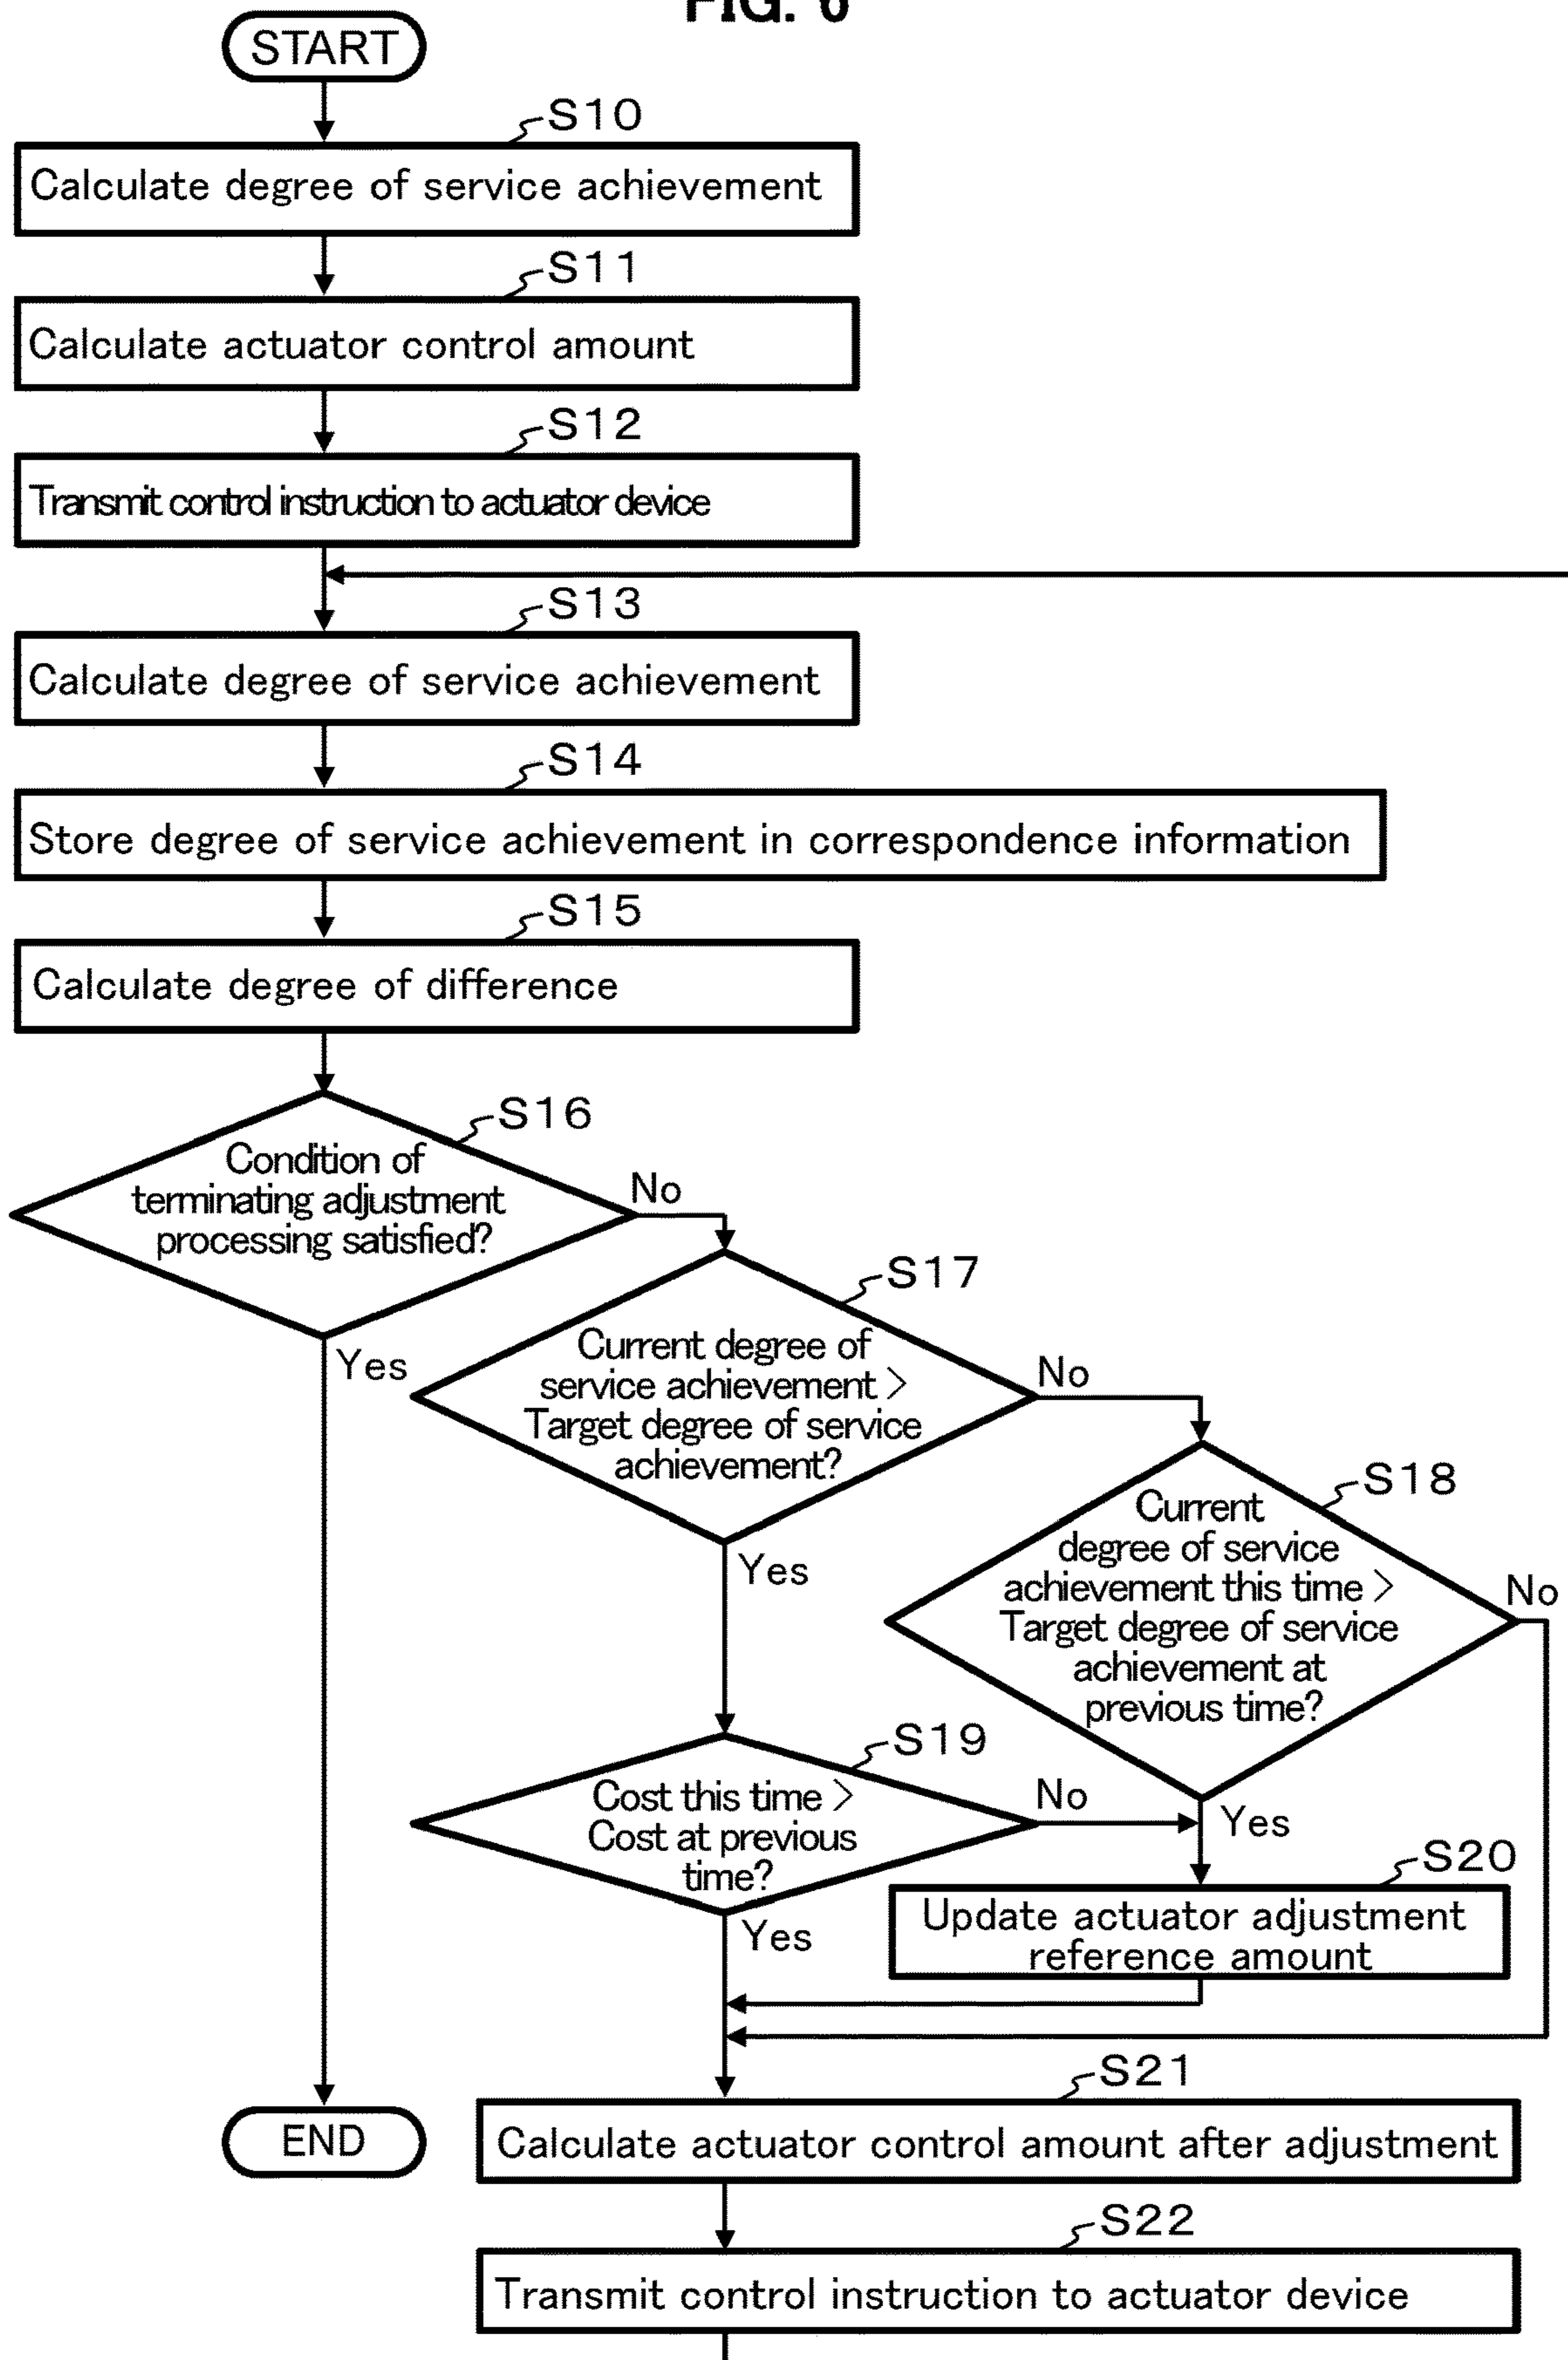 FIG. 6
START
S10
Calculate degree of service achievement
S11
Calculate actuator control amount
S12
Transmit control instruction to actuator device
S13
Calculate degree of service achievement
S14
Store degree of service achievement in correspondence information
S15
Calculate degree of difference
S16
Condition of
terminating adjustment
processing satisfied?
No
Yes
S17
Current degree of
service achievement >
Target degree of service
achievement?
No
Yes
S18
Current
degree of service
achievement this time >
Target degree of service
achievement at
previous time?
No
Yes
S19
Cost this time >
Cost at previous
time?
No
Yes
S20
Update actuator adjustment
reference amount
S21
Calculate actuator control amount after adjustment
END
S22
Transmit control instruction to actuator device